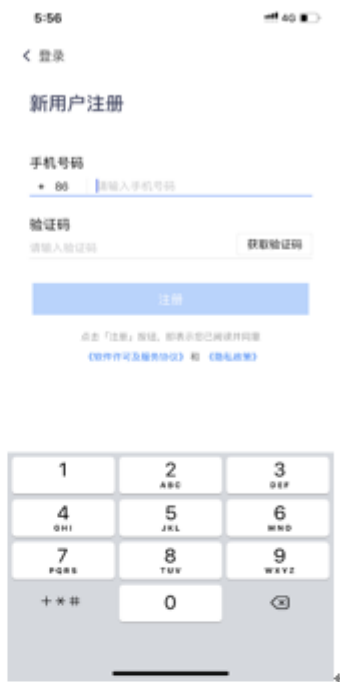 5:56 4G
登录
新用户注册
手机号码
+ 86 请输入手机号码
验证码
请输入验证码 获取验证码
注册
点击「注册」按钮，即表示您已阅读并同意
《软件许可及服务协议》 和 《隐私政策》
1 2 3
ABC DEF
4 5 6
GHI JKL MNO
7 8 9
PQRS TUV WXYZ
+*# 0